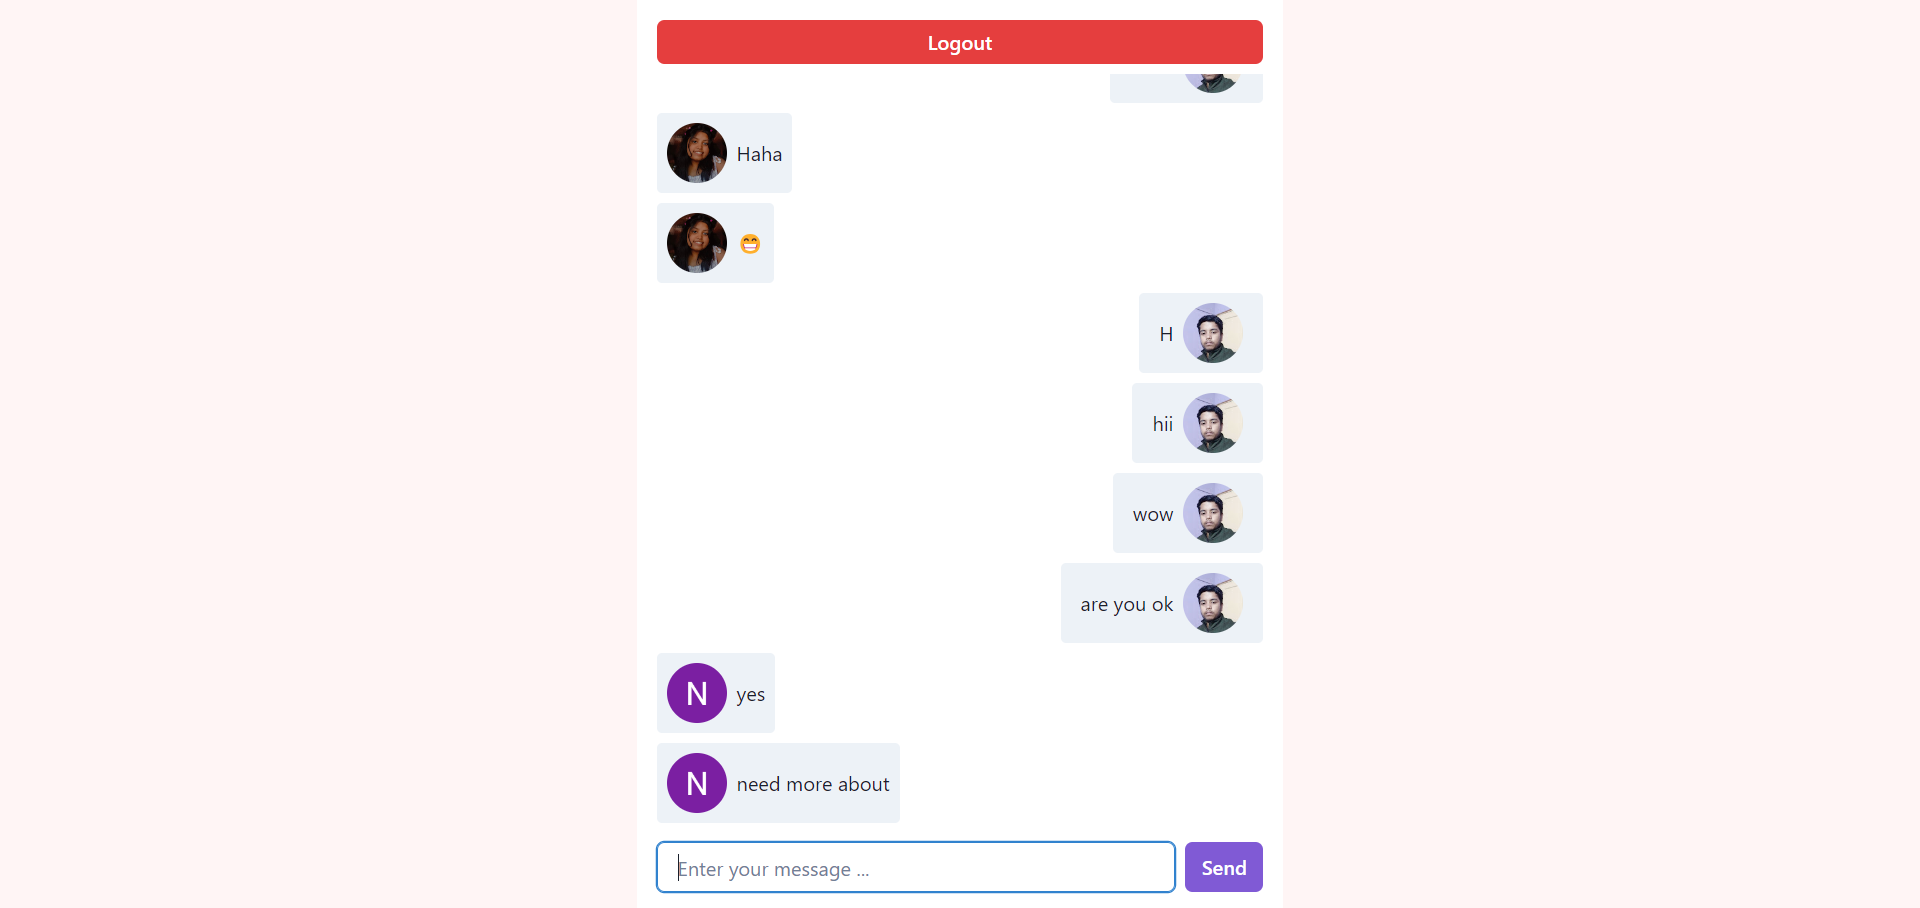 Logout
Haha
😁
H
hii
wow
are you ok
N yes
N need more about
Enter your message ...
Send